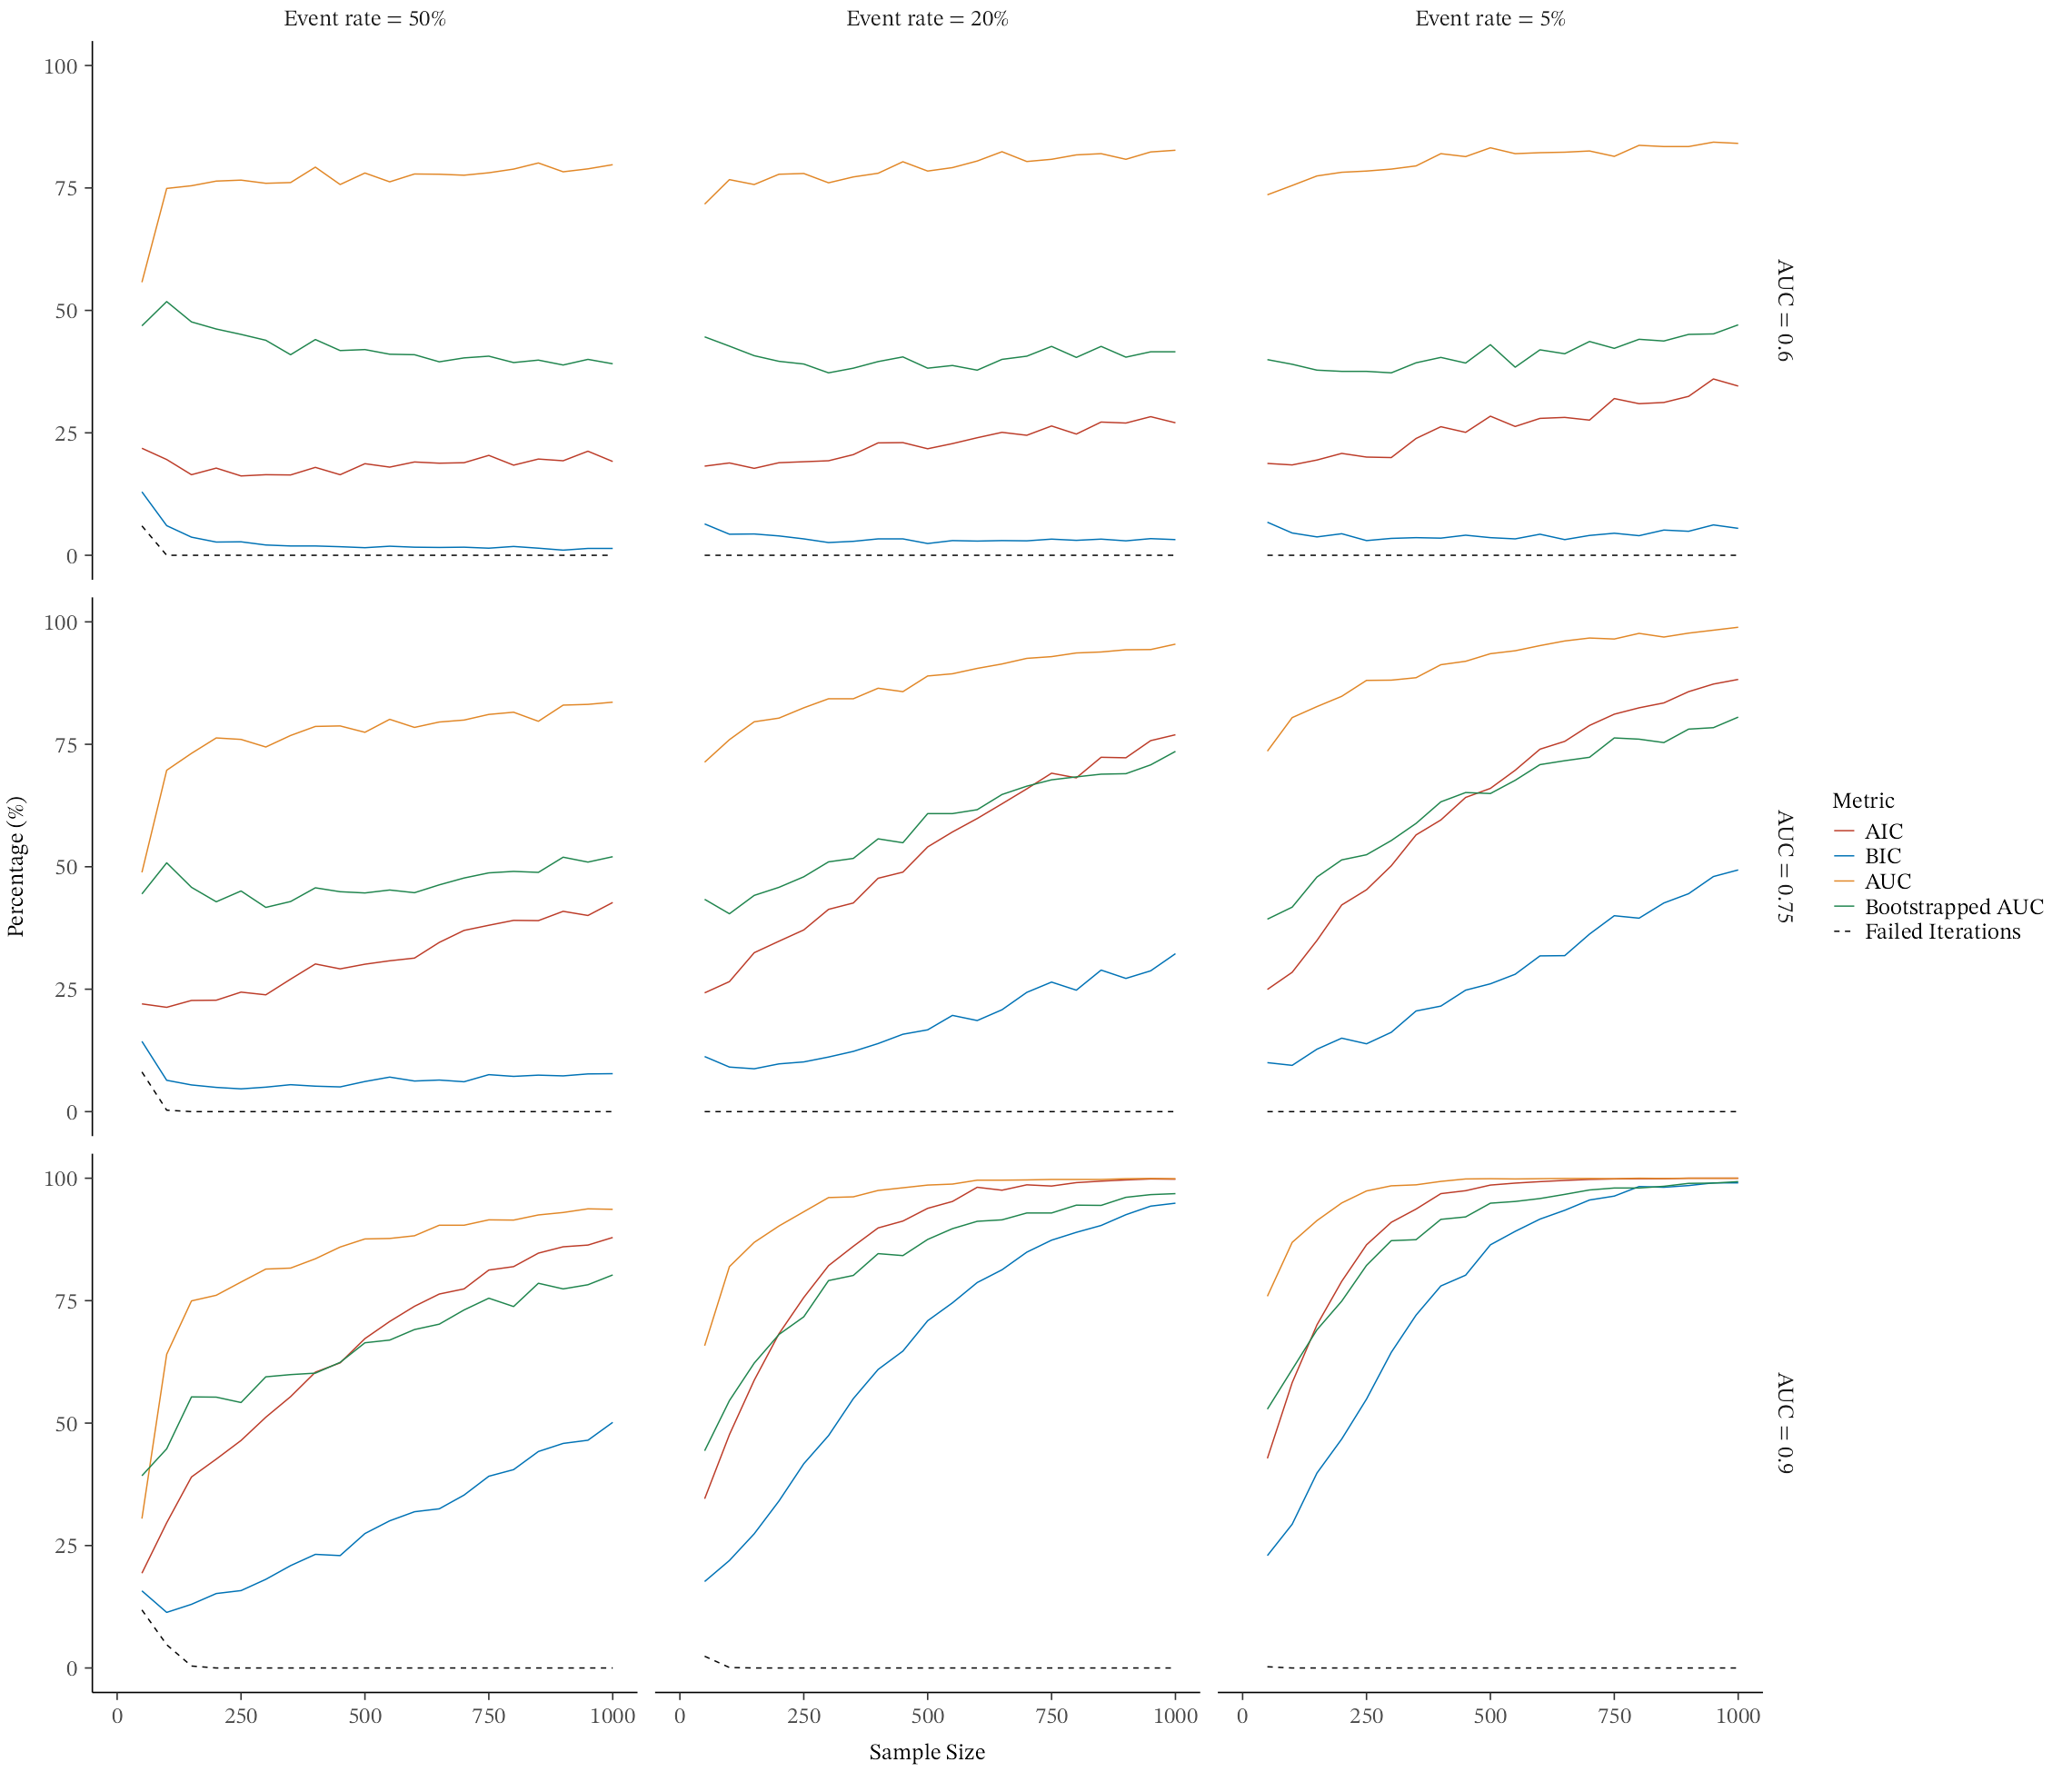 Event rate = 50%
Event rate = 20%
Event rate = 5%
100
75
50
25
0
AUC = 0.6
100
75
50
25
0
AUC = 0.75
100
75
50
25
0
AUC = 0.9
Percentage (%)
0 250 500 750 1000
0 250 500 750 1000
0 250 500 750 1000
Sample Size
Metric
AIC
BIC
AUC
Bootstrapped AUC
Failed Iterations